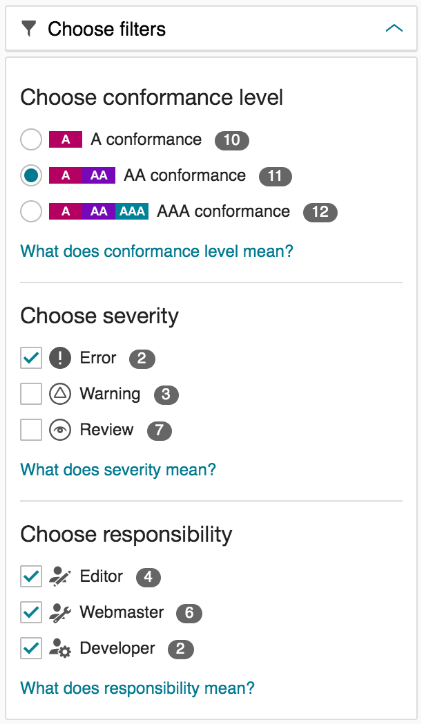 Choose filters
Choose conformance level
A A conformance 10
A AA AA conformance 11
A AA AAA AAA conformance 12
What does conformance level mean?
Choose severity
Error 2
Warning 3
Review 7
What does severity mean?
Choose responsibility
Editor 4
Webmaster 6
Developer 2
What does responsibility mean?